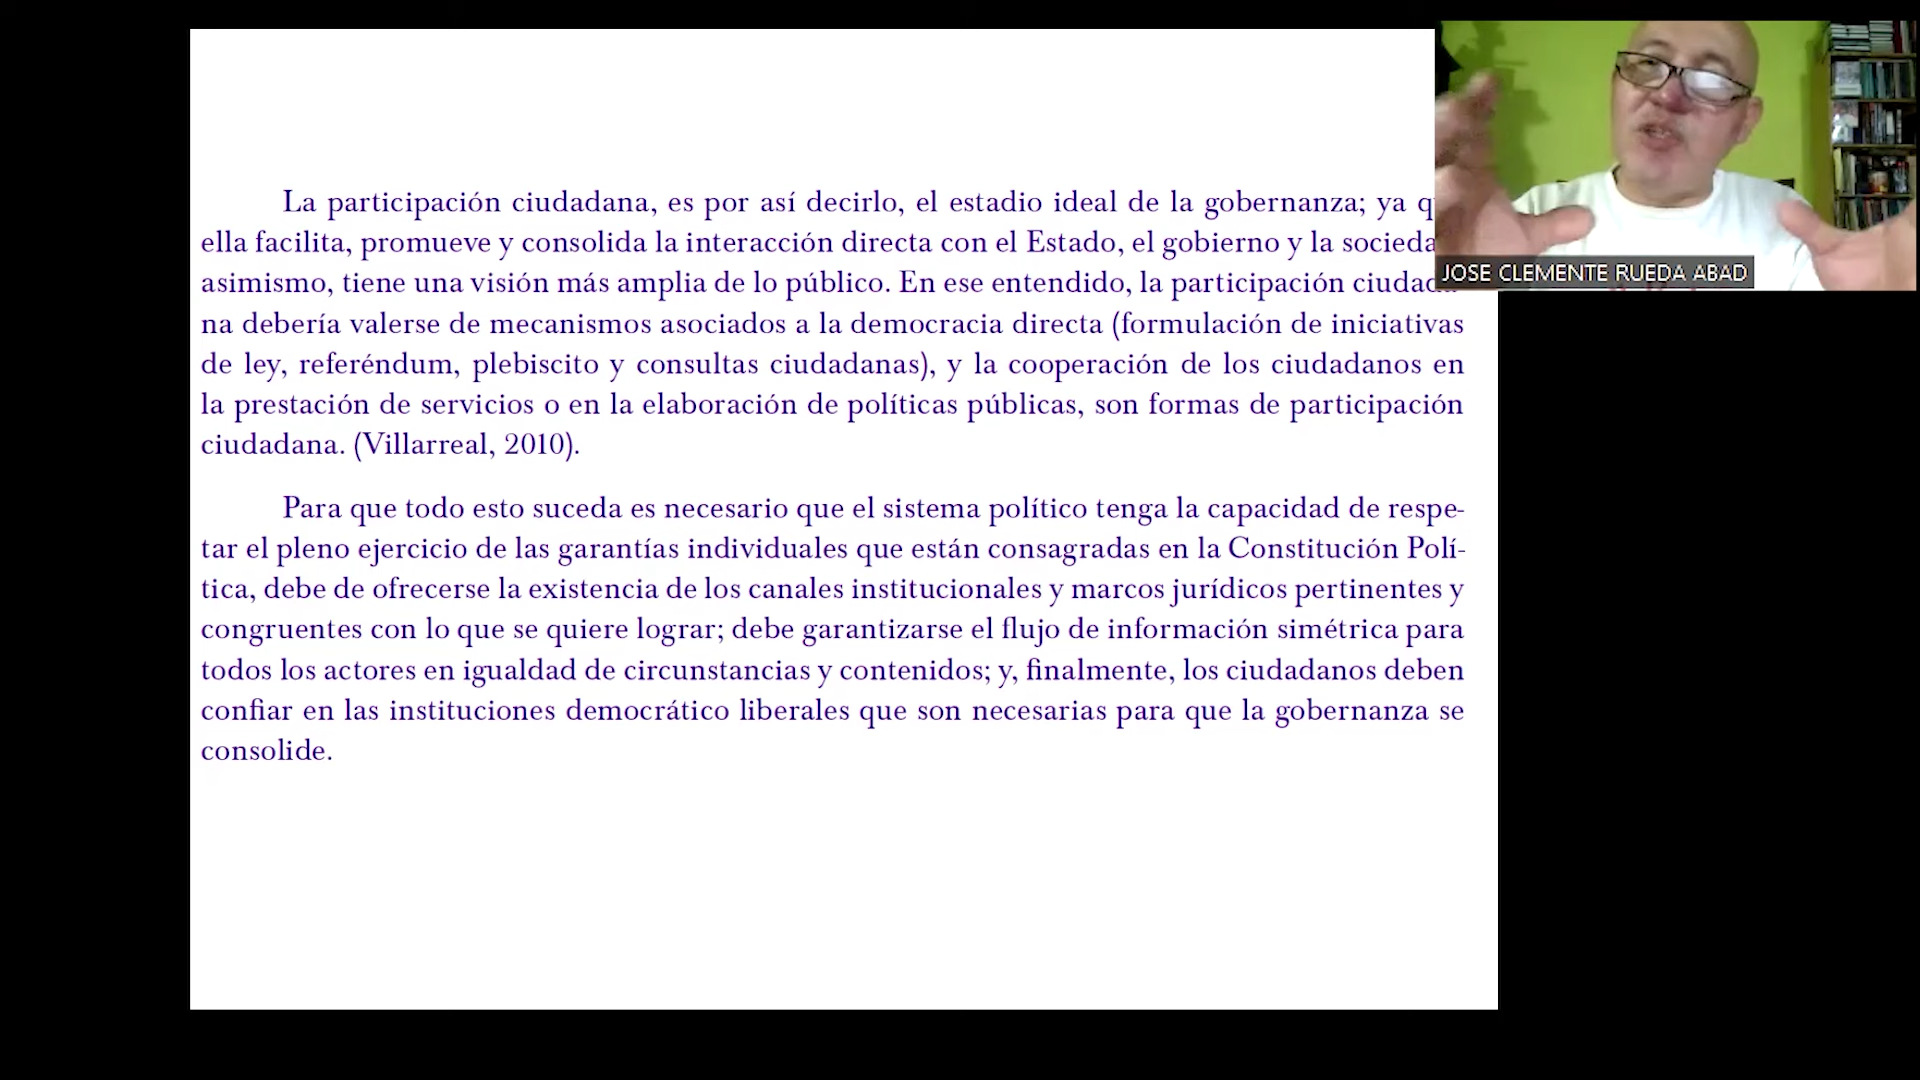 La participación ciudadana, es por así decirlo, el estadio ideal de la gobernanza; ya
ella facilita, promueve y consolida la interacción directa con el Estado, el gobierno y la
asimismo, tiene una visión más amplia de lo público. En ese entendido, la participación
na debería valerse de mecanismos asociados a la democracia directa (formulación de iniciativas
de ley, referéndum, plebiscito y consultas ciudadanas), y la cooperación de los ciudadanos en
la prestación de servicios o en la elaboración de políticas públicas, son formas de participación
ciudadana. (Villarreal, 2010).
Para que todo esto suceda es necesario que el sistema político tenga la capacidad de respe-
tar el pleno ejercicio de las garantías individuales que están consagradas en la Constitución Polí-
tica, debe de ofrecerse la existencia de los canales institucionales y marcos jurídicos pertinentes y
congruentes con lo que se quiere lograr; debe garantizarse el flujo de información simétrica para
todos los actores en igualdad de circunstancias y contenidos; y, finalmente, los ciudadanos deben
confiar en las instituciones democrático liberales que son necesarias para que la gobernanza se
consolide.
JOSE CLEMENTE RUEDA ABAD